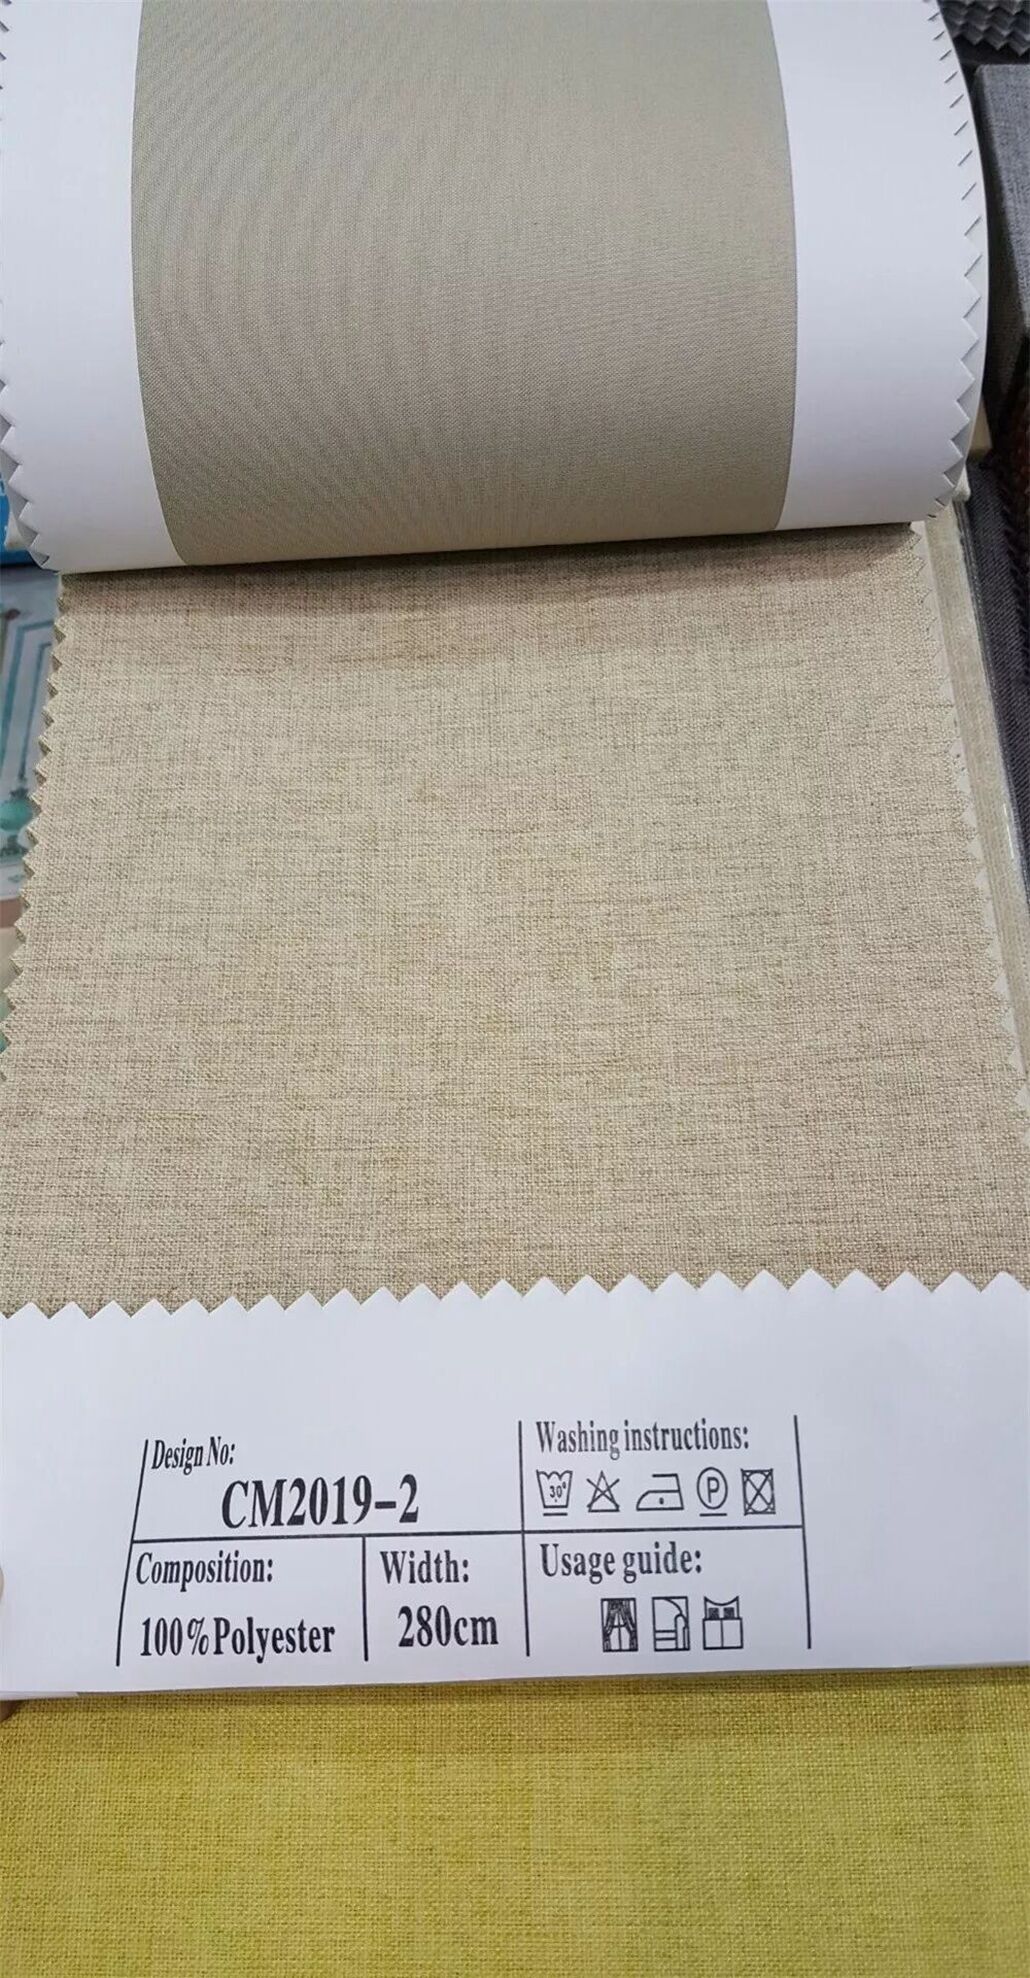 Design No:
CM2019-2
Washing instructions:
30°
P
Composition:
100%Polyester
Width:
280cm
Usage guide: